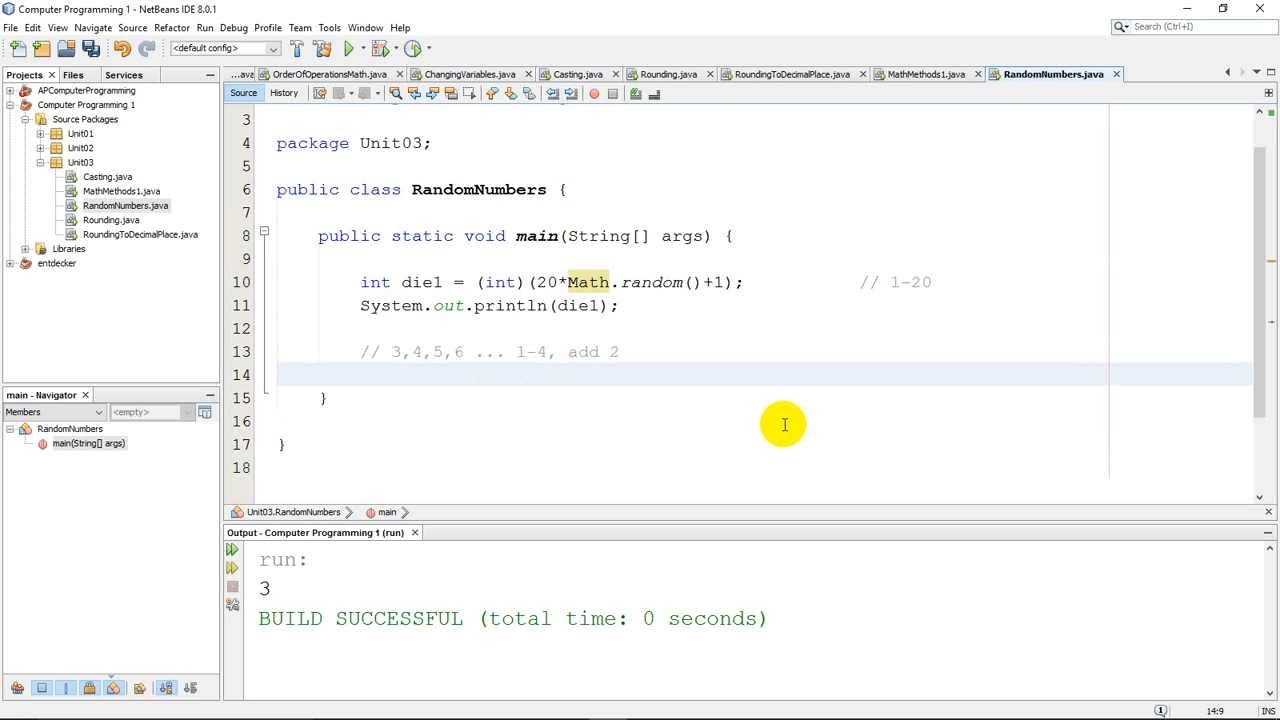 Computer Programming 1 - NetBeans IDE 8.0.1
File Edit View Navigate Source Refactor Run Debug Profile Team Tools Window Help
Search (Ctrl+I)
<default config>
Projects Files Services
...ava OrderOfOperationsMath.java ChangingVariables.java Casting.java Rounding.java RoundingToDecimalPlace.java MathMethods1.java RandomNumbers.java
Source History
APComputerProgramming
Computer Programming 1
Source Packages
Unit01
Unit02
Unit03
Casting.java
MathMethods1.java
RandomNumbers.java
Rounding.java
RoundingToDecimalPlace.java
Libraries
entdecker
3
4 package Unit03;
5
6 public class RandomNumbers {
7
8 public static void main(String[] args) {
9
10 int die1 = (int)(20*Math.random()+1); // 1-20
11 System.out.println(die1);
12
13 // 3,4,5,6 ... 1-4, add 2
14
15 }
16
17 }
18
main - Navigator
Members <empty>
RandomNumbers
main(String[] args)
Unit03.RandomNumbers main
Output - Computer Programming 1 (run)
run:
3
BUILD SUCCESSFUL (total time: 0 seconds)
1 14:9 INS